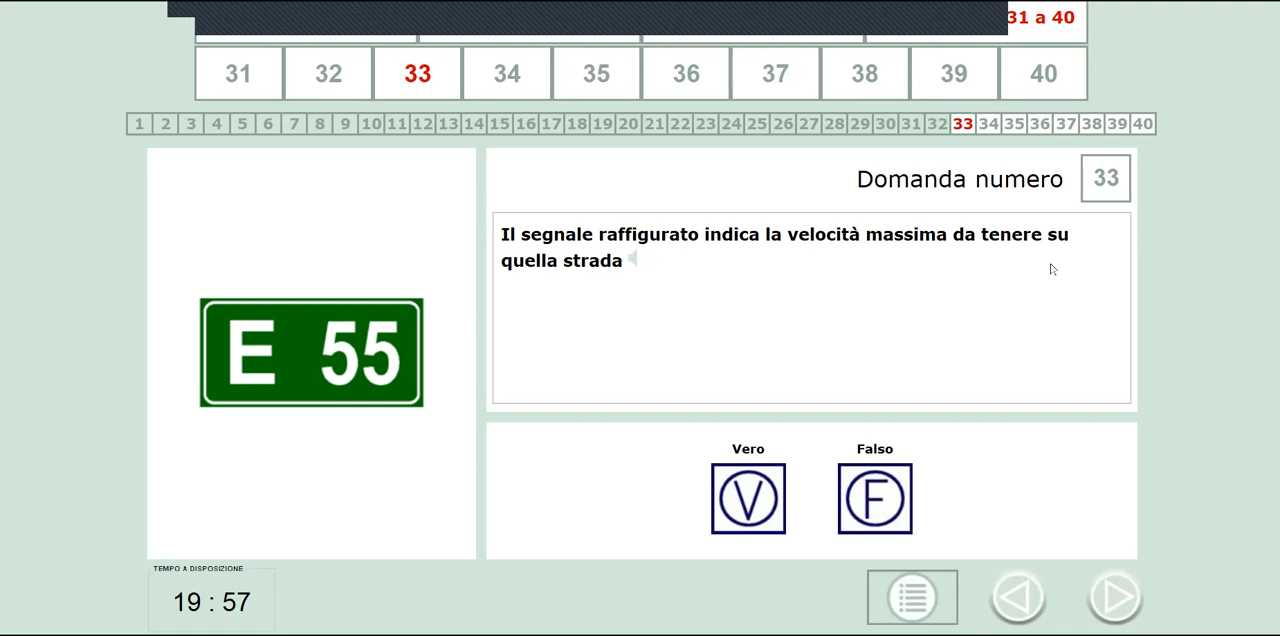 31 a 40
31 32 33 34 35 36 37 38 39 40
1 2 3 4 5 6 7 8 9 10 11 12 13 14 15 16 17 18 19 20 21 22 23 24 25 26 27 28 29 30 31 32 33 34 35 36 37 38 39 40
Domanda numero 33
Il segnale raffigurato indica la velocità massima da tenere su
quella strada
E 55
Vero Falso
V F
TEMPO A DISPOSIZIONE
19 : 57